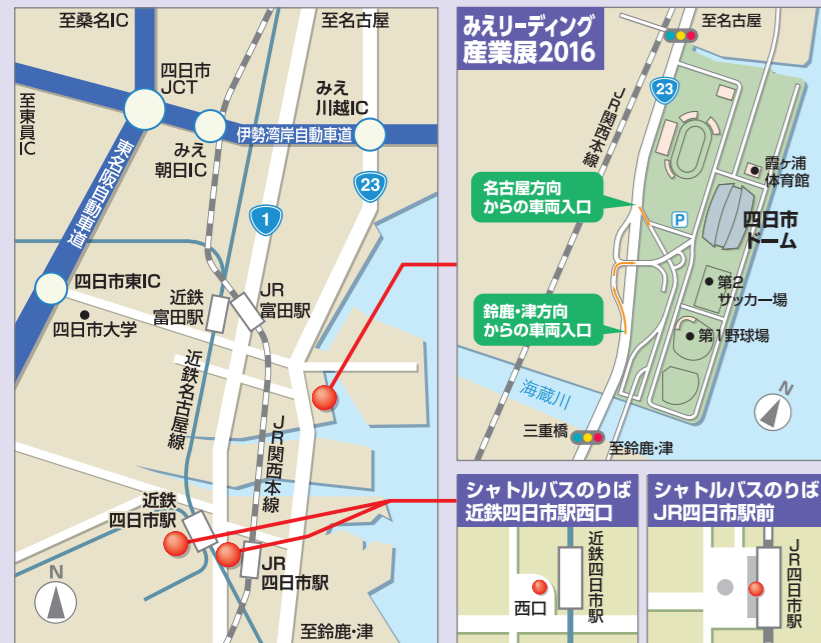 至桑名IC
至名古屋
四日市
JCT
みえ
川越IC
至東員IC
伊勢湾岸自動車道
みえ
朝日IC
東名阪自動車道
23
1
四日市東IC
近鉄
富田駅
JR
富田駅
四日市大学
近鉄名古屋線
JR関西本線
近鉄
四日市駅
JR
四日市駅
N
至鈴鹿・津
みえリーディング
産業展2016
至名古屋
JR関西本線
23
霞ヶ浦
体育館
名古屋方向
からの車両入口
P
四日市
ドーム
第2
サッカー場
鈴鹿・津方向
からの車両入口
第1野球場
海蔵川
N
三重橋
至鈴鹿・津
シャトルバスのりば
近鉄四日市駅西口
近鉄四日市駅
西口
シャトルバスのりば
JR四日市駅前
JR四日市駅